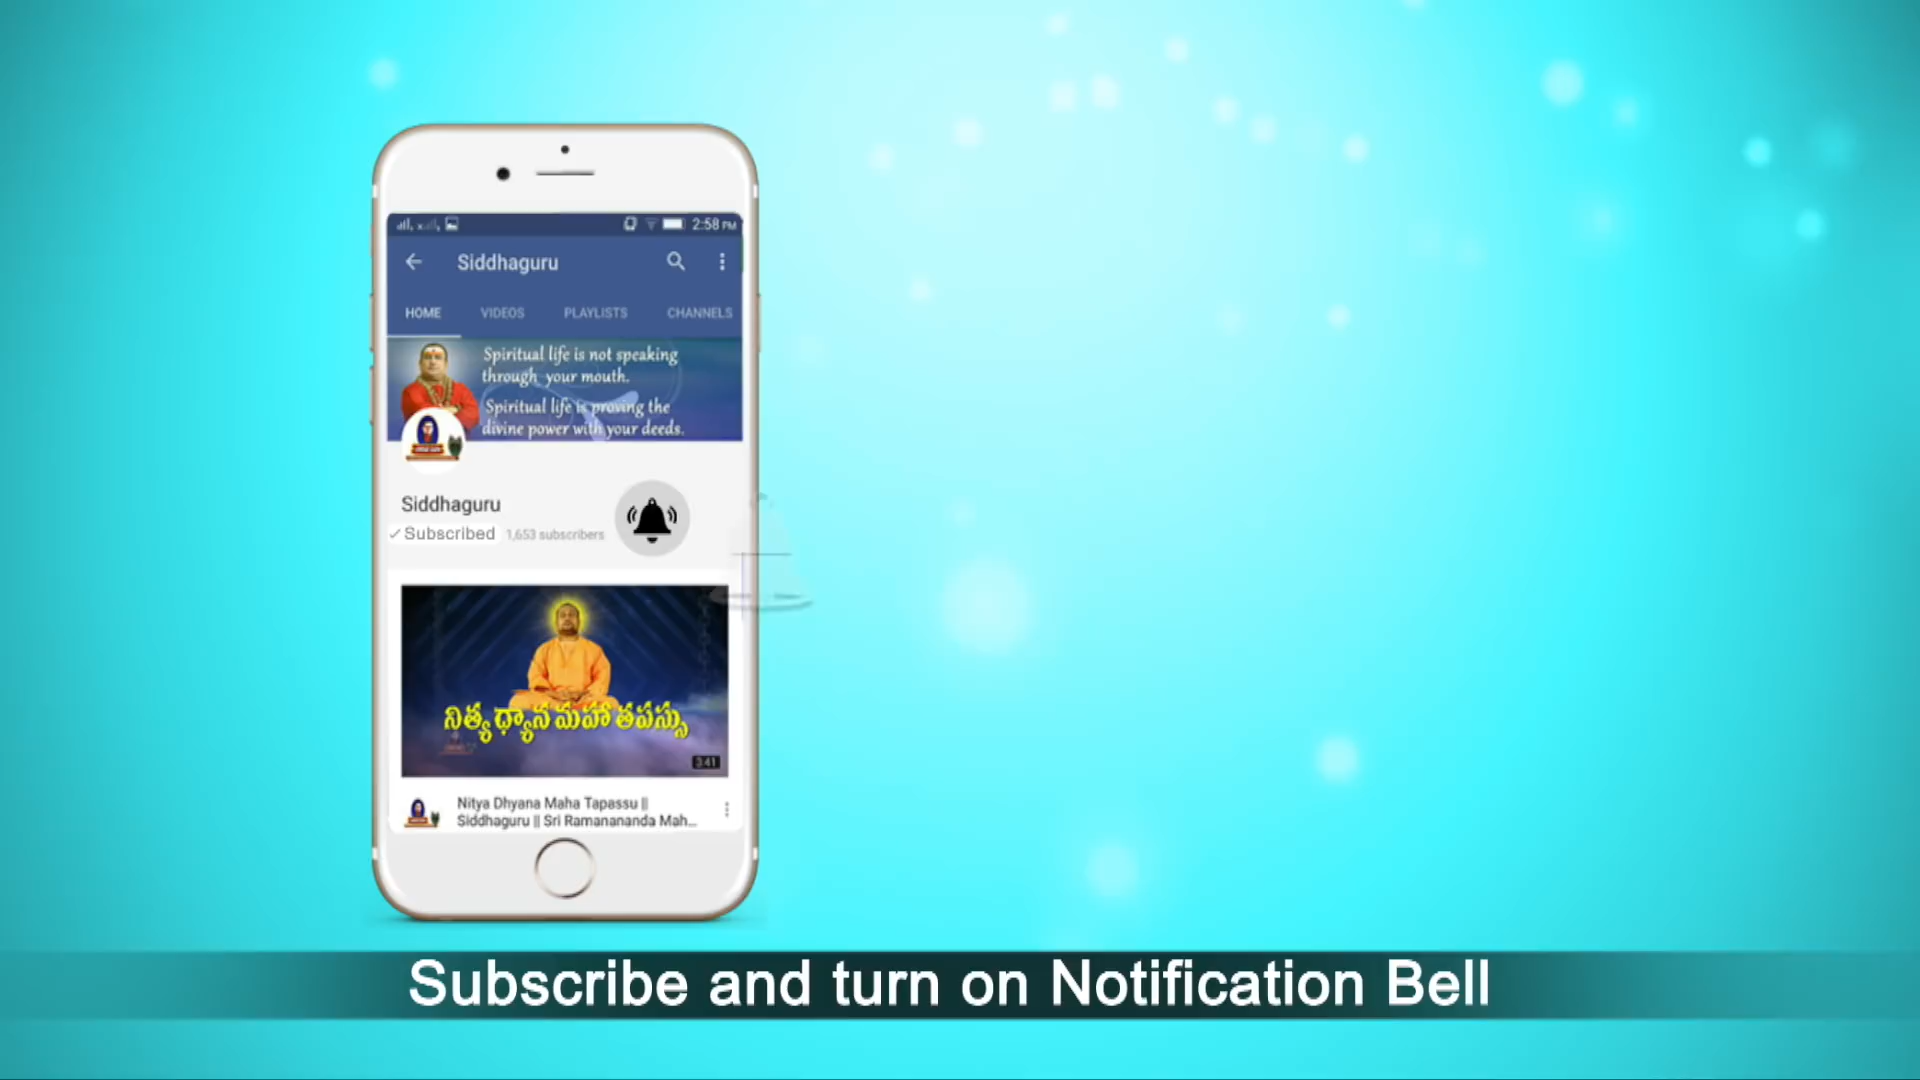 2:58 PM
Siddhaguru
HOME VIDEOS PLAYLISTS CHANNELS
Spiritual life is not speaking
through your mouth.
Spiritual life is proving the
divine power with your deeds.
Siddhaguru
Subscribed 1,653 subscribers
నిత్య ధ్యాన మహా తపస్సు
3:41
Nitya Dhyana Maha Tapassu ||
Siddhaguru || Sri Ramanananda Mah...
Subscribe and turn on Notification Bell